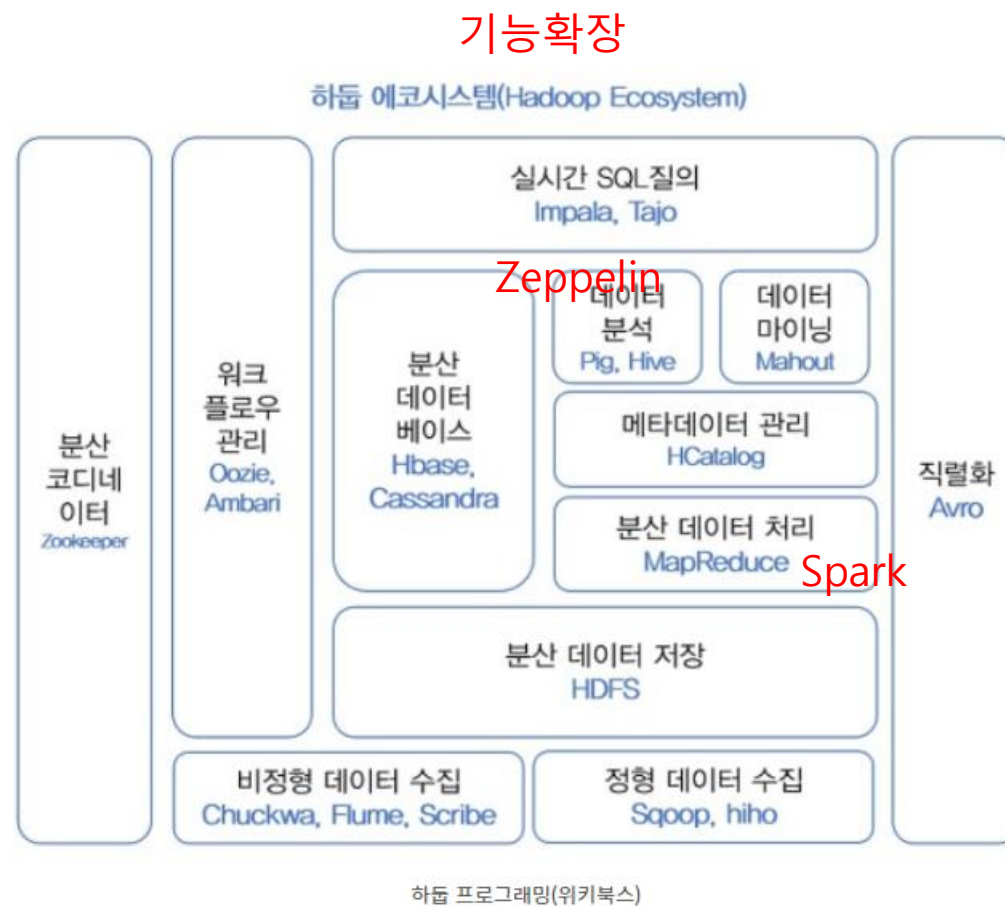 기능확장
하둡 에코시스템(Hadoop Ecosystem)
실시간 SQL질의
Impala, Tajo
Zeppelin
데이터
분석
Pig, Hive
데이터
마이닝
Mahout
분산
데이터
베이스
Hbase,
Cassandra
워크
플로우
관리
Oozie,
Ambari
분산
코디네
이터
Zookeeper
메타데이터 관리
HCatalog
직렬화
Avro
분산 데이터 처리
MapReduce
Spark
분산 데이터 저장
HDFS
비정형 데이터 수집
Chuckwa, Flume, Scribe
정형 데이터 수집
Sqoop, hiho
하둡 프로그래밍(위키북스)